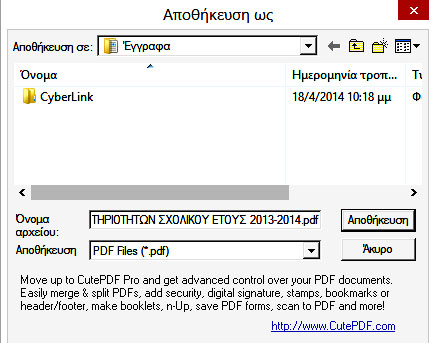 Αποθήκευση ως
Αποθήκευση σε: Έγγραφα
Όνομα Ημερομηνία τροπ... Τύ
CyberLink 18/4/2014 10:18 μμ Φά
Όνομα αρχείου: ΤΗΡΙΟΤΗΤΩΝ ΣΧΟΛΙΚΟΥ ΕΤΟΥΣ 2013-2014.pdf Αποθήκευση
Αποθήκευση PDF Files (*.pdf) Άκυρο
Move up to CutePDF Pro and get advanced control over your PDF documents.
Easily merge & split PDFs, add security, digital signature, stamps, bookmarks or
header/footer, make booklets, n-Up, save PDF forms, scan to PDF and more!
http://www.CutePDF.com